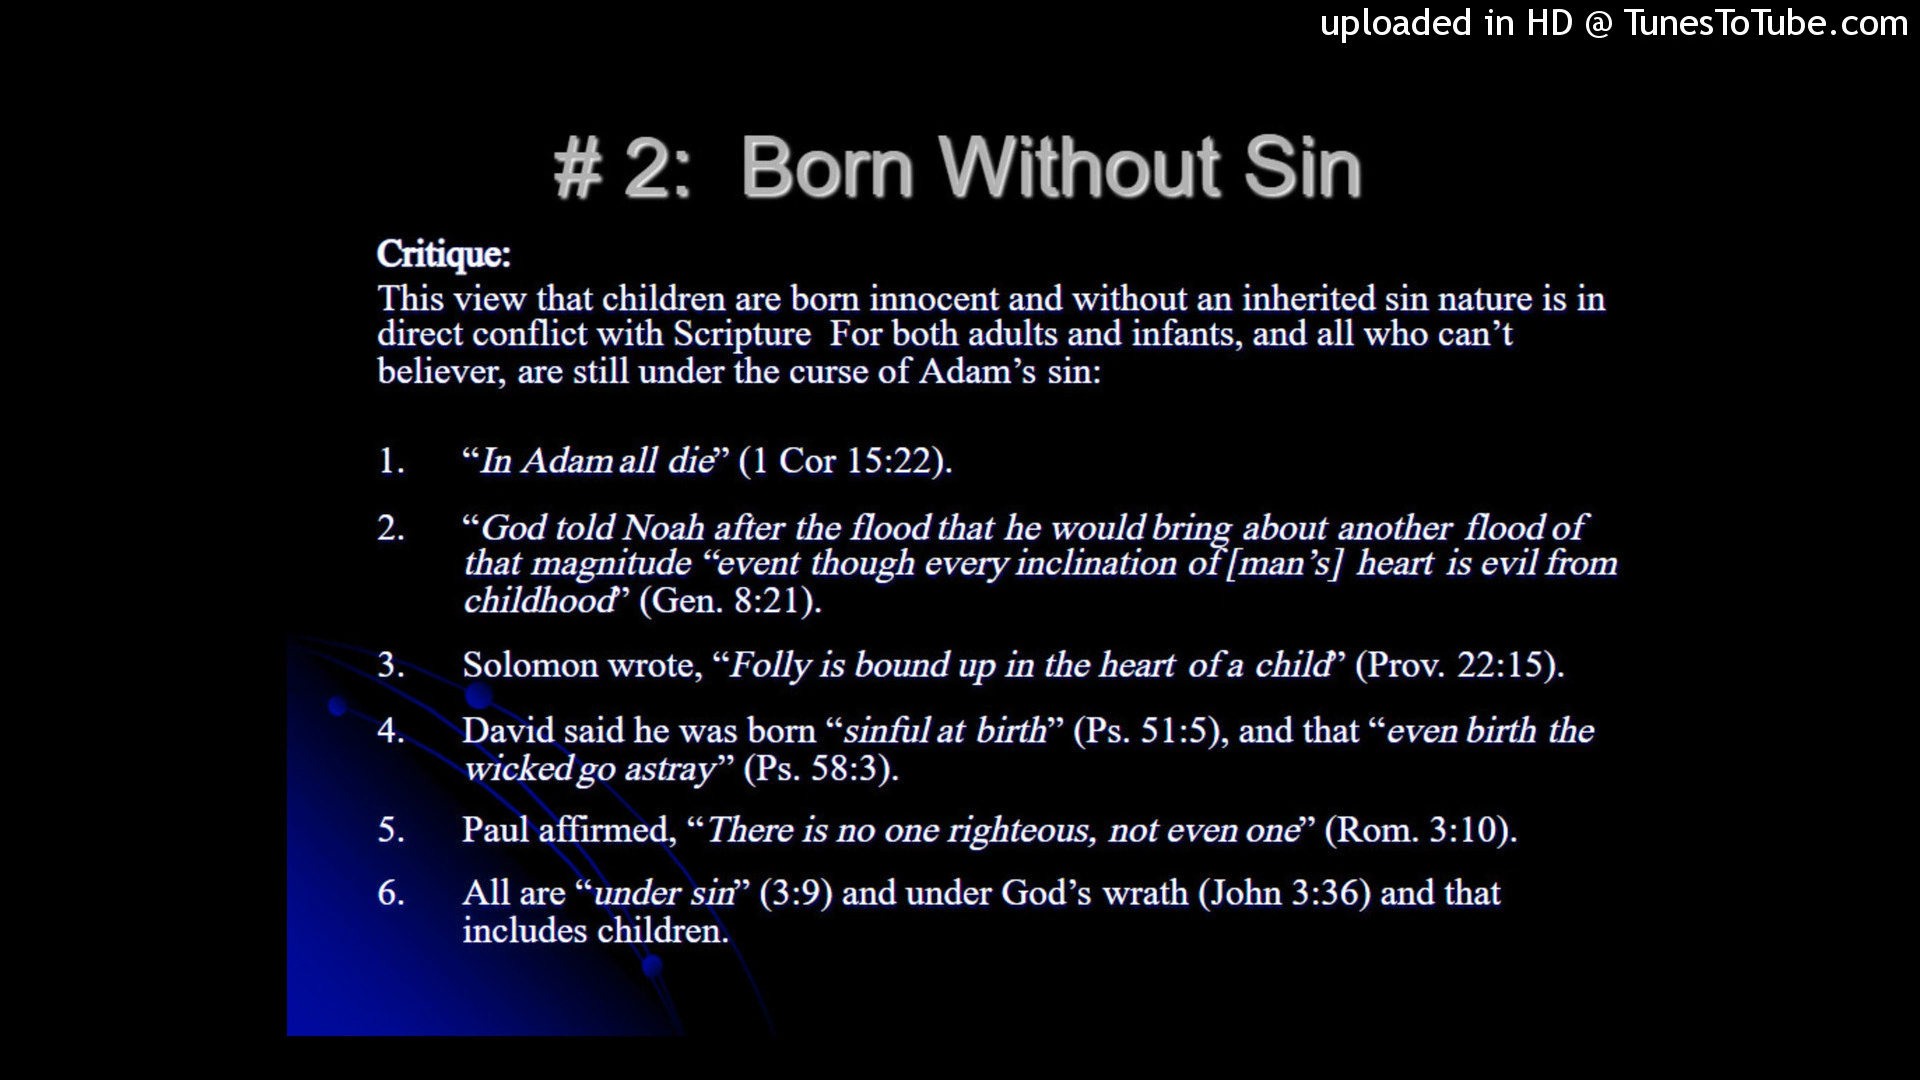 uploaded in HD @ TunesToTube.com
# 2: Born Without Sin
Critique:
This view that children are born innocent and without an inherited sin nature is in
direct conflict with Scripture For both adults and infants, and all who can’t
believer, are still under the curse of Adam’s sin:
1. “In Adam all die” (1 Cor 15:22).
2. “God told Noah after the flood that he would bring about another flood of
that magnitude “event though every inclination of [man’s] heart is evil from
childhood” (Gen. 8:21).
3. Solomon wrote, “Folly is bound up in the heart of a child” (Prov. 22:15).
4. David said he was born “sinful at birth” (Ps. 51:5), and that “even birth the
wicked go astray” (Ps. 58:3).
5. Paul affirmed, “There is no one righteous, not even one” (Rom. 3:10).
6. All are “under sin” (3:9) and under God’s wrath (John 3:36) and that
includes children.